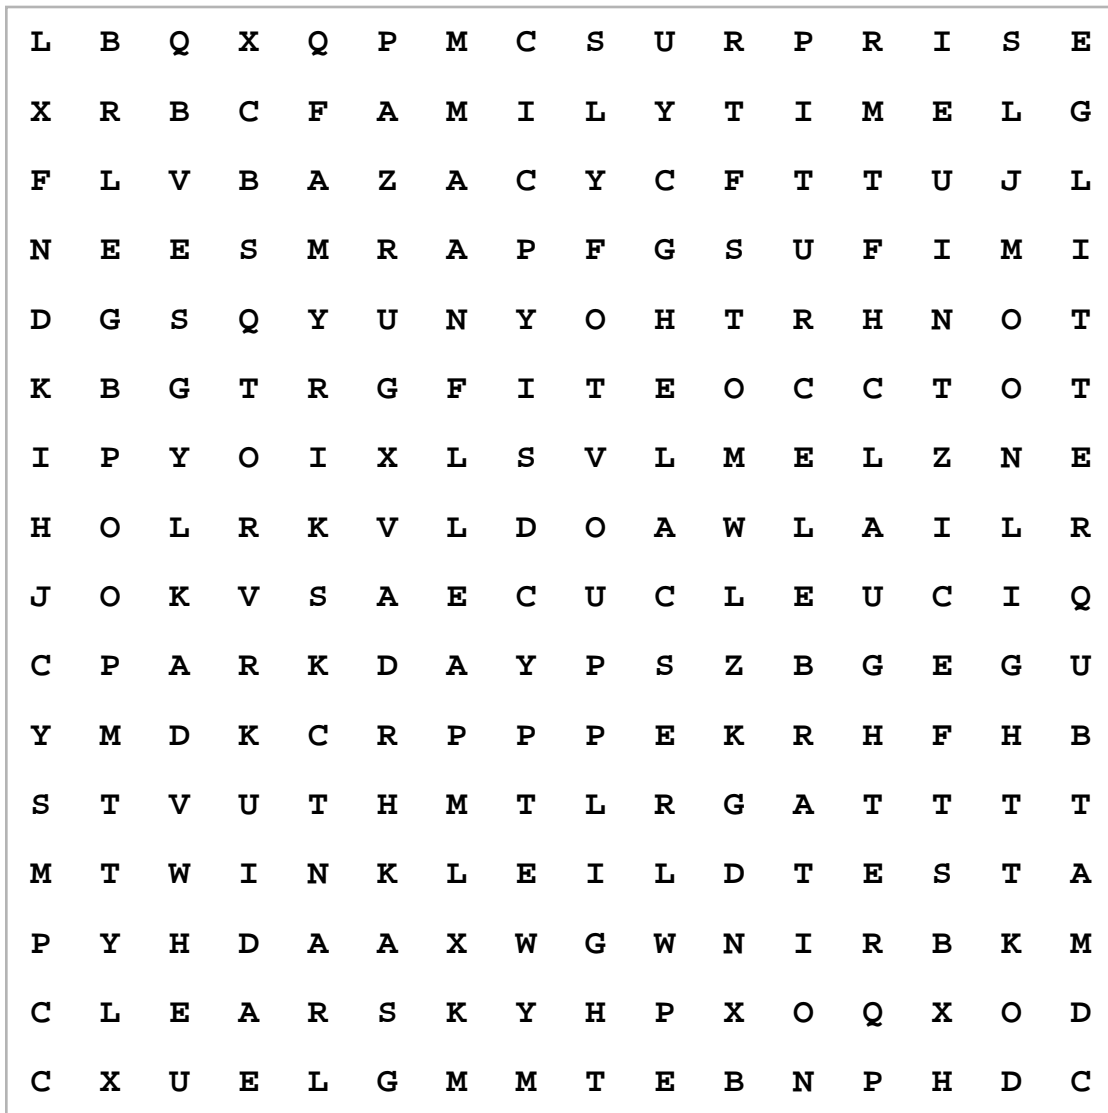 L B Q X Q P M C S U R P R I S E
X R B C F A M I L Y T I M E L G
F L V B A Z A C Y C F T T U J L
N E E S M R A P F G S U F I M I
D G S Q Y U N Y O H T R H N O T
K B G T R G F I T E O C C T O T
I P Y O I X L S V L M E L Z N E
H O L R K V L D O A W L A I L R
J O K V S A E C U C L E U C I Q
C P A R K D A Y P S Z B G E G U
Y M D K C R P P P E K R H F H B
S T V U T H M T L R G A T T T T
M T W I N K L E I L D T E S T A
P Y H D A A X W G W N I R B K M
C L E A R S K Y H P X O Q X O D
C X U E L G M M T E B N P H D C